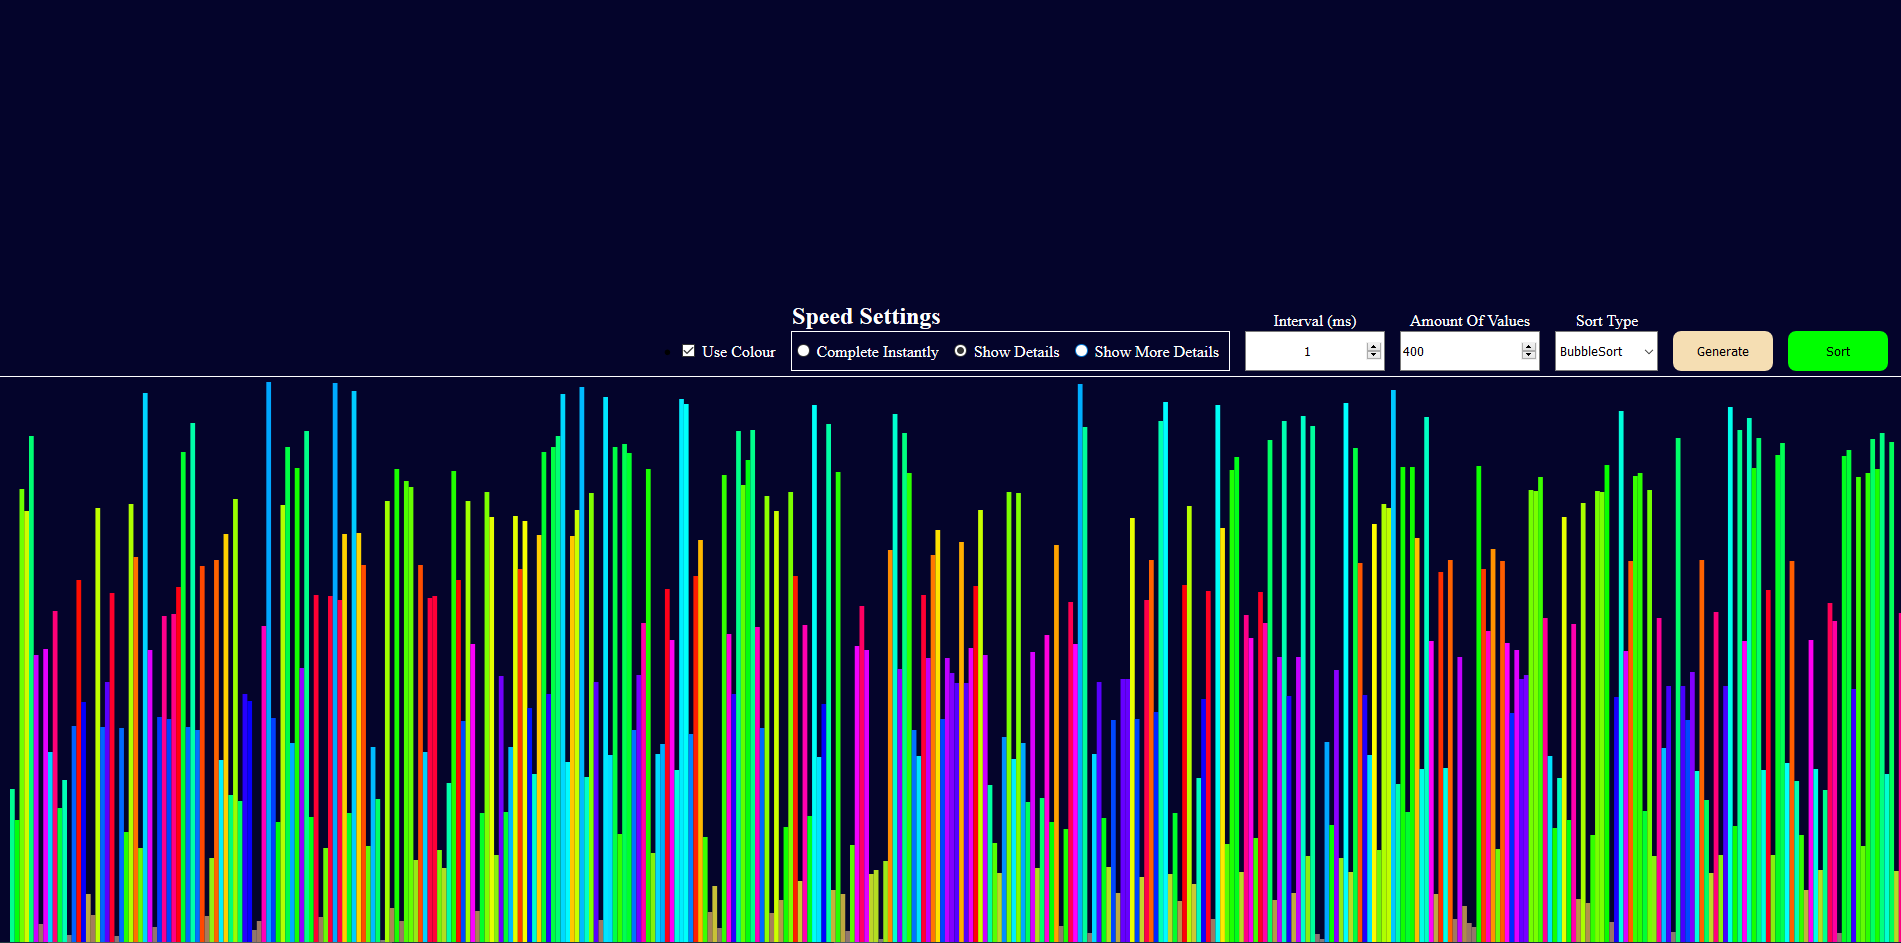 Speed Settings
Interval (ms)
Amount Of Values
Sort Type
Use Colour
Complete Instantly
Show Details
Show More Details
1
400
BubbleSort
Generate
Sort